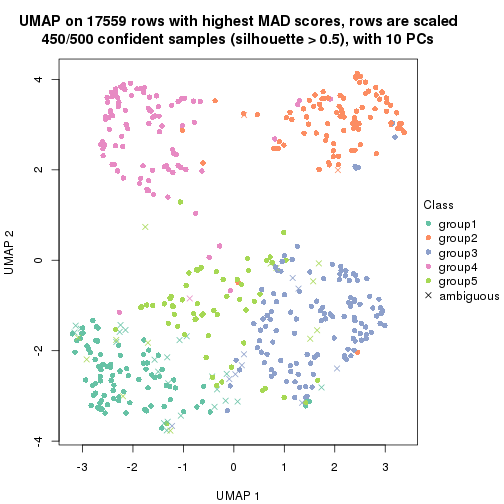 UMAP on 17559 rows with highest MAD scores, rows are scaled
450/500 confident samples (silhouette > 0.5), with 10 PCs
4
2
0
-2
-4
UMAP 2
-3
-2
-1
0
1
2
3
UMAP 1
Class
group1
group2
group3
group4
group5
ambiguous